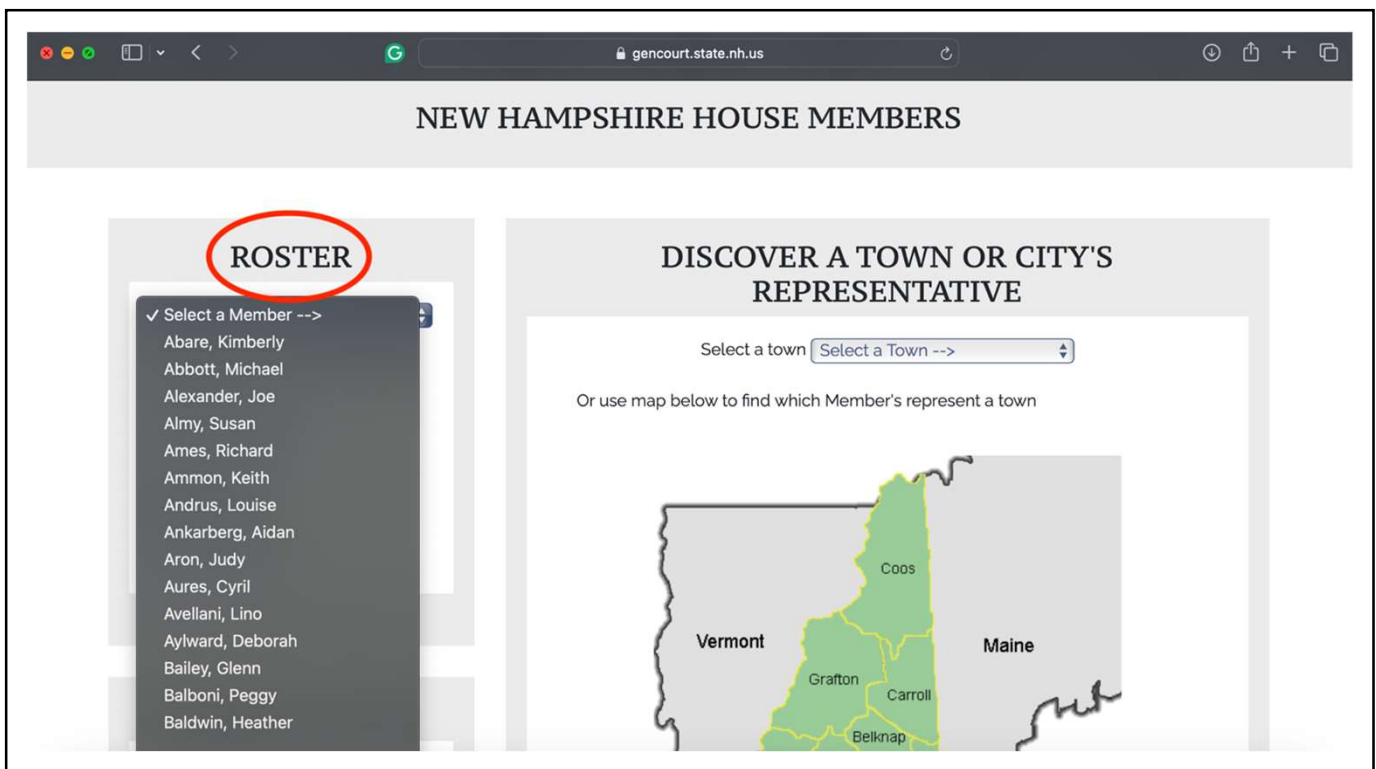 gencourt.state.nh.us
NEW HAMPSHIRE HOUSE MEMBERS
ROSTER
✓ Select a Member -->
Abare, Kimberly
Abbott, Michael
Alexander, Joe
Almy, Susan
Ames, Richard
Ammon, Keith
Andrus, Louise
Ankarberg, Aidan
Aron, Judy
Aures, Cyril
Avellani, Lino
Aylward, Deborah
Bailey, Glenn
Balboni, Peggy
Baldwin, Heather
DISCOVER A TOWN OR CITY'S
REPRESENTATIVE
Select a town Select a Town -->
Or use map below to find which Member's represent a town
Coos
Vermont
Maine
Grafton
Carroll
Belknap